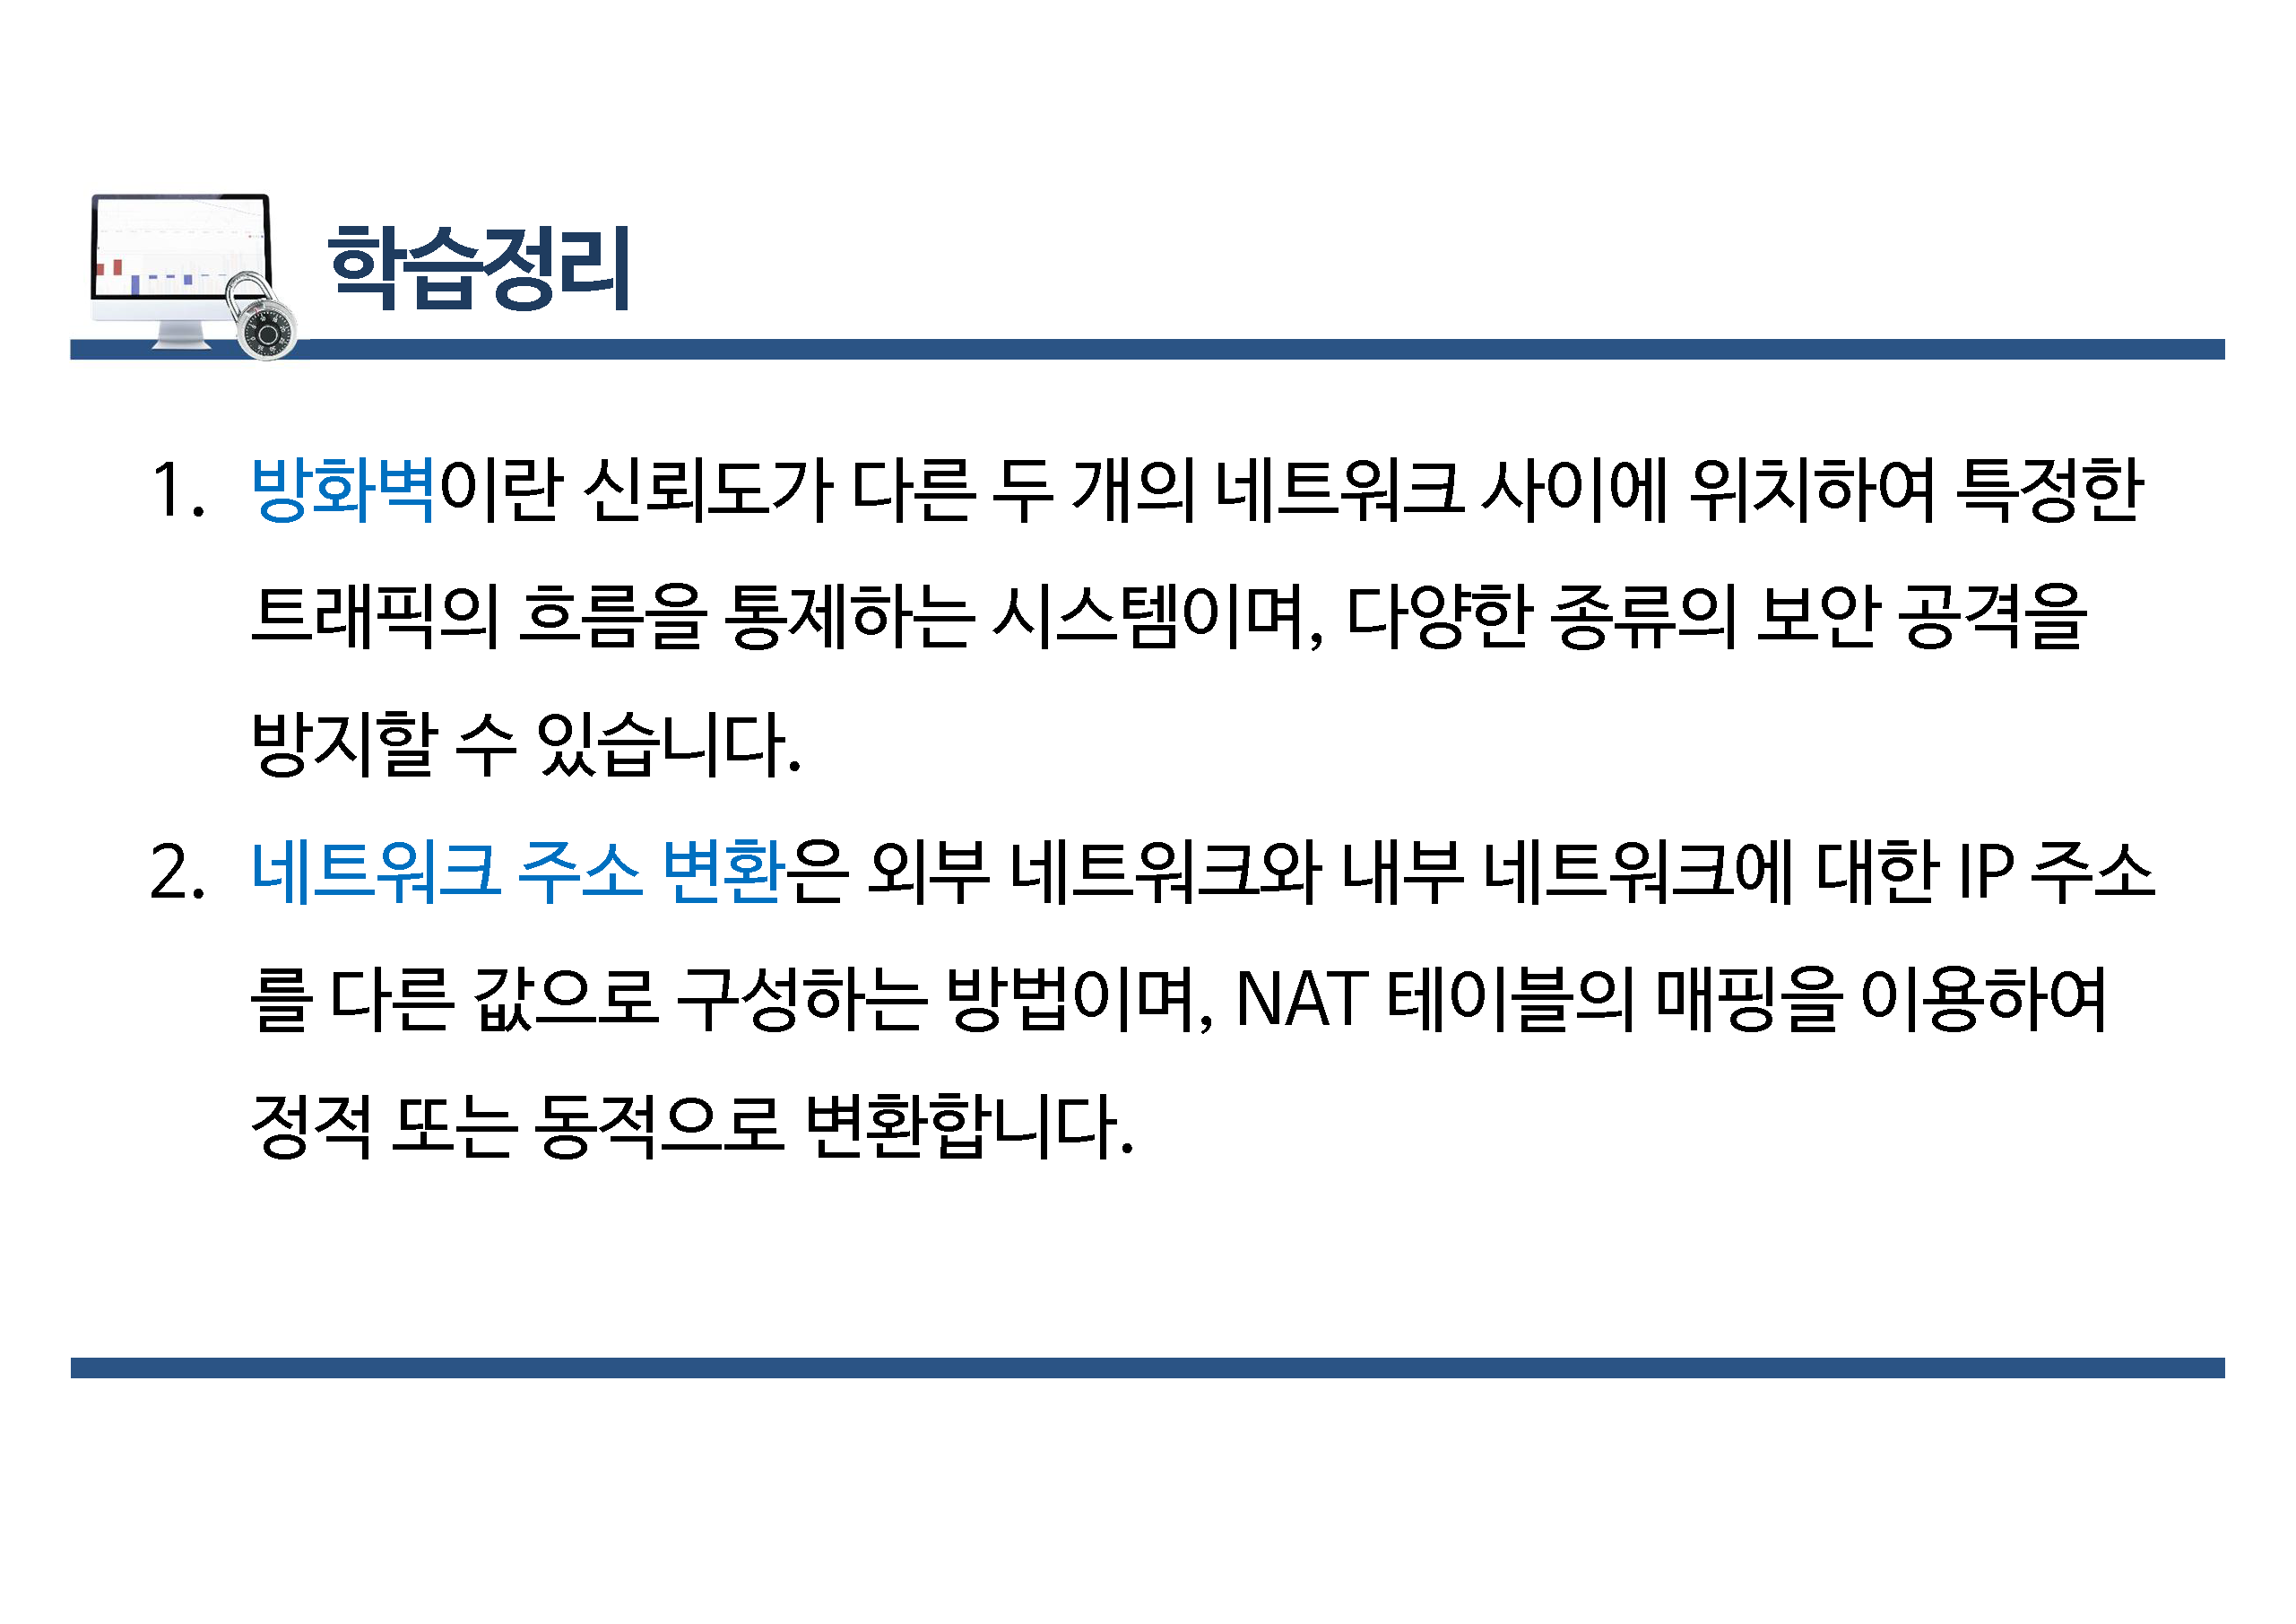 학습정리
1. 방화벽이란 신뢰도가 다른 두 개의 네트워크 사이에 위치하여 특정한
트래픽의 흐름을 통제하는 시스템이며, 다양한 종류의 보안 공격을
방지할 수 있습니다.
2. 네트워크 주소 변환은 외부 네트워크와 내부 네트워크에 대한 IP 주소
를 다른 값으로 구성하는 방법이며, NAT 테이블의 매핑을 이용하여
정적 또는 동적으로 변환합니다.